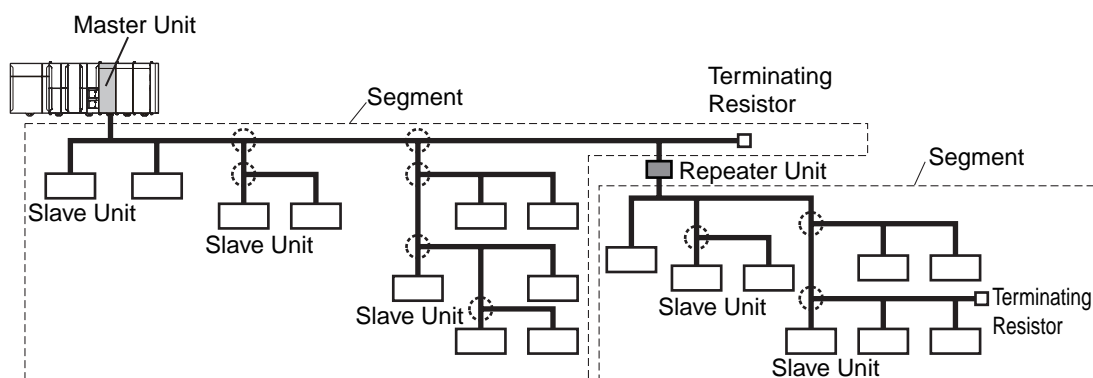 Master Unit
Terminating
Resistor
Segment
Segment
Repeater Unit
Slave Unit
Slave Unit
Slave Unit
Slave Unit
Terminating
Resistor
Slave Unit